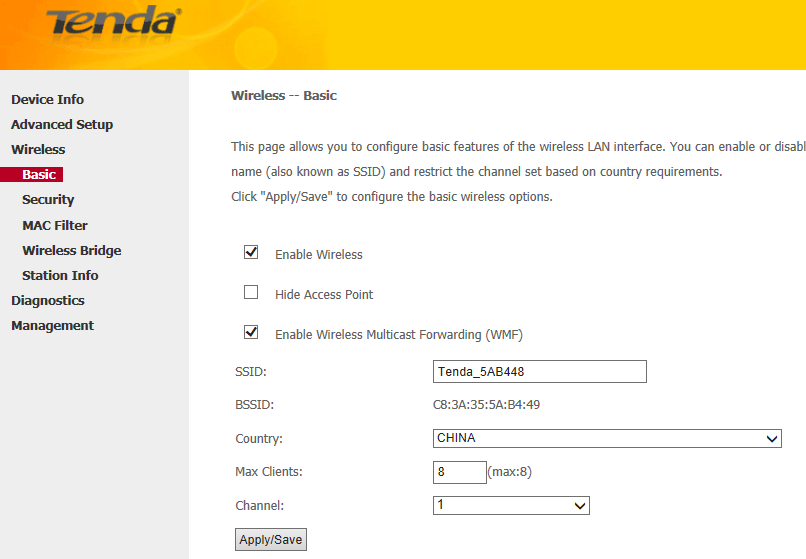 Tenda®
Device Info
Advanced Setup
Wireless
Basic
Security
MAC Filter
Wireless Bridge
Station Info
Diagnostics
Management
Wireless -- Basic
This page allows you to configure basic features of the wireless LAN interface. You can enable or disabl
name (also known as SSID) and restrict the channel set based on country requirements.
Click "Apply/Save" to configure the basic wireless options.
Enable Wireless
Hide Access Point
Enable Wireless Multicast Forwarding (WMF)
SSID: Tenda_5AB448
BSSID: C8:3A:35:5A:B4:49
Country: CHINA
Max Clients: 8 (max:8)
Channel: 1
Apply/Save